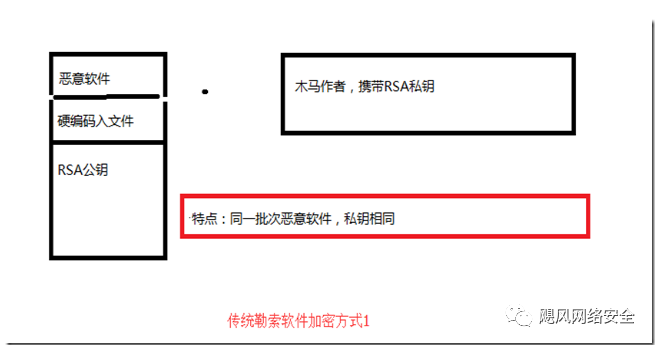 恶意软件
硬编码入文件
RSA公钥
木马作者，携带RSA私钥
特点：同一批次恶意软件，私钥相同
传统勒索软件加密方式1
飓风网络安全